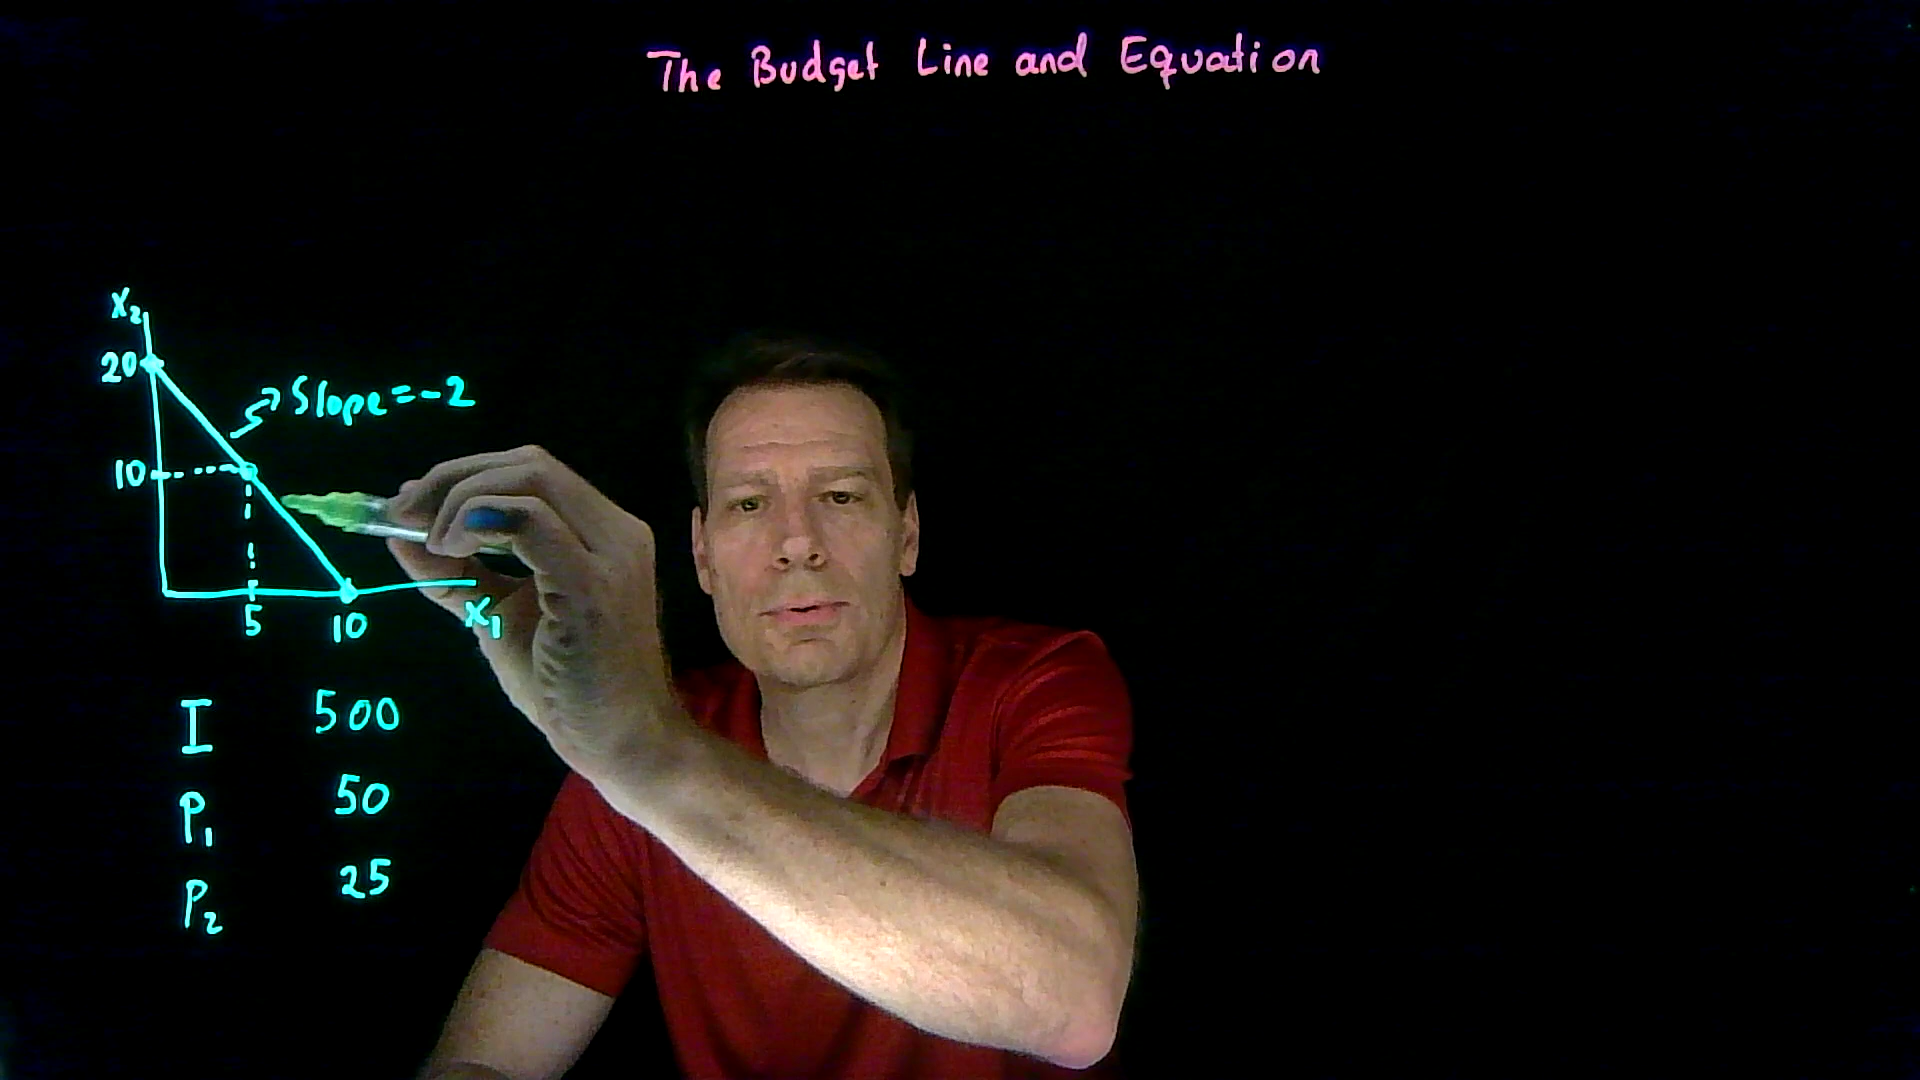 The Budget Line and Equation
x₂
20
Slope=-2
10
5 10 x₁
I 500
P₁ 50
P₂ 25